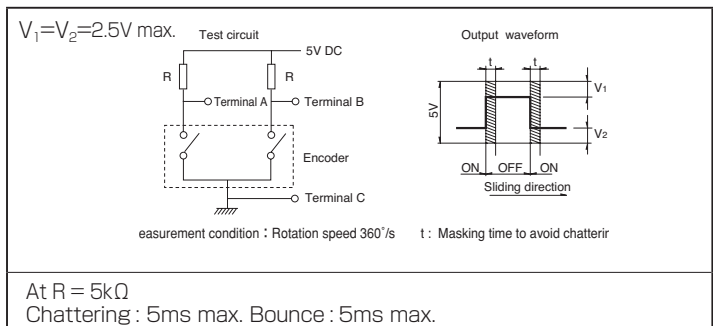 V₁=V₂=2.5V max.
Test circuit
Output waveform
5V DC
R
R
Terminal A
Terminal B
Encoder
Terminal C
t
t
V1
5V
V2
ON
OFF
ON
Sliding direction
easurement condition : Rotation speed 360˚/s
t : Masking time to avoid chatterir
At R = 5kΩ
Chattering : 5ms max. Bounce : 5ms max.